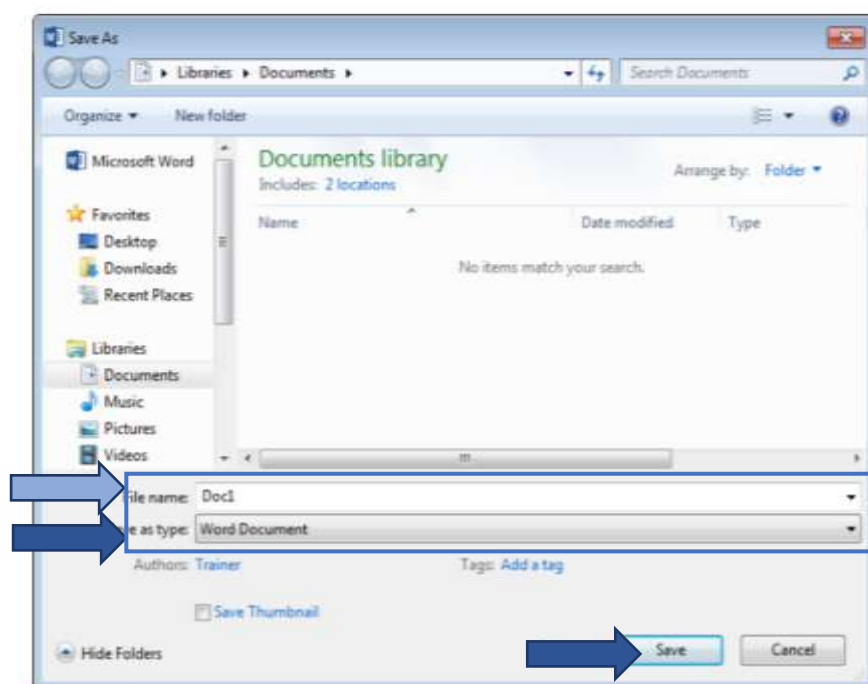 Save As
Libraries Documents Search Documents
Organize New folder
Microsoft Word
Documents library
Includes: 2 locations
Arrange by: Folder
Favorites
Desktop
Downloads
Recent Places
Name Date modified Type
No items match your search.
Libraries
Documents
Music
Pictures
Videos
File name: Doc1
e as type: Word Document
Authors: Trainer Tags: Add a tag
Save Thumbnail
Hide Folders Save Cancel